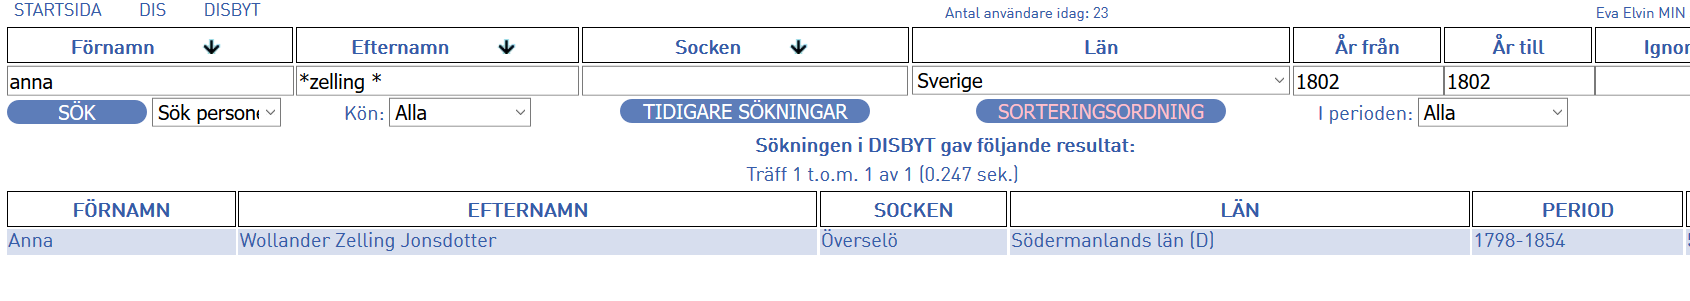 STARTSIDA DIS DISBYT Antal användare idag: 23 Eva Elvin MIN
Förnamn Efternamn Socken Län År från År till Ignor
anna *zelling * Sverige 1802 1802
SÖK Sök persone Kön: Alla TIDIGARE SÖKNINGAR SORTERINGSORDNING I perioden: Alla
Sökningen i DISBYT gav följande resultat:
Träff 1 t.o.m. 1 av 1 (0.247 sek.)
FÖRNAMN EFTERNAMN SOCKEN LÄN PERIOD
Anna Wollander Zelling Jonsdotter Överselö Södermanlands län (D) 1798-1854